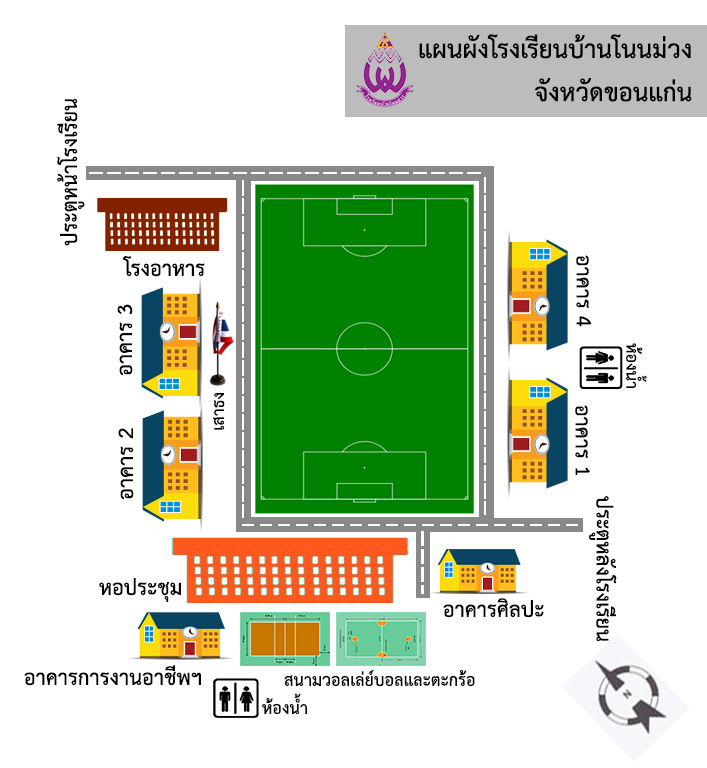 แผนผังโรงเรียนบ้านโนนม่วง
จังหวัดขอนแก่น
ประตูหน้าโรงเรียน
โรงอาหาร
อาคาร 3
เสาธง
อาคาร 2
อาคาร 4
ห้องน้ำ
อาคาร 1
ประตูหลังโรงเรียน
หอประชุม
อาคารศิลปะ
อาคารการงานอาชีพฯ
สนามวอลเล่ย์บอลและตะกร้อ
ห้องน้ำ
N